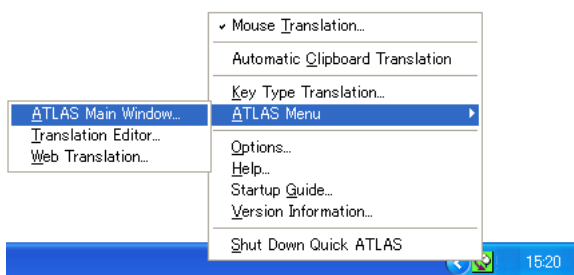 Mouse Translation...
Automatic Clipboard Translation
Key Type Translation...
ATLAS Menu
ATLAS Main Window...
Translation Editor...
Web Translation...
Options...
Help...
Startup Guide...
Version Information...
Shut Down Quick ATLAS
15:20